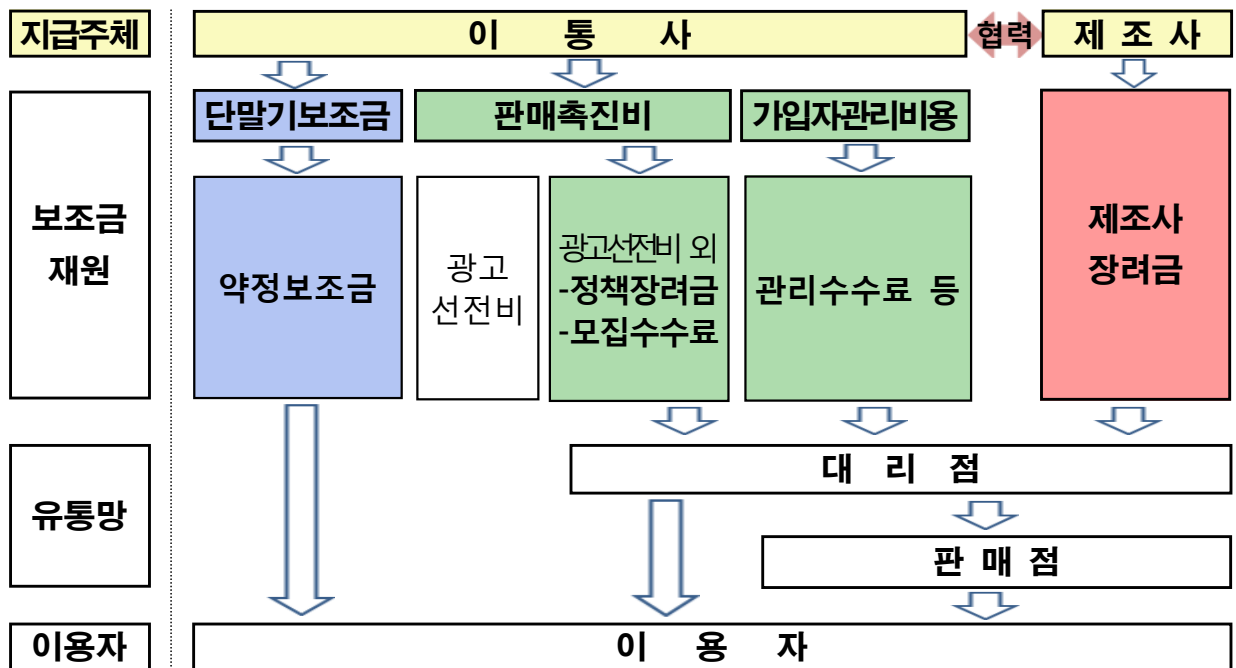 지급주체
이 통 사
협력
제 조 사
단말기보조금
판매촉진비
가입자관리비용
보조금
재원
약정보조금
광고
선전비
광고선전비 외
-정책장려금
-모집수수료
관리수수료 등
제조사
장려금
유통망
대 리 점
판 매 점
이용자
이 용 자